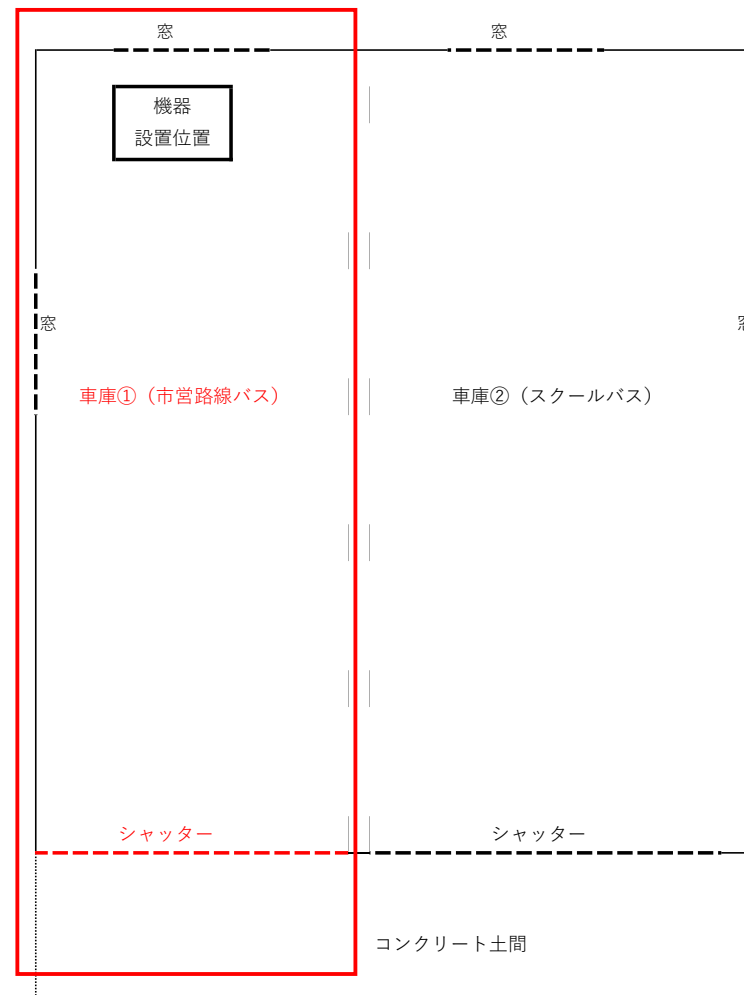 窓
窓
機器
設置位置
窓
窓
車庫①（市営路線バス）
車庫②（スクールバス）
シャッター
シャッター
コンクリート土間